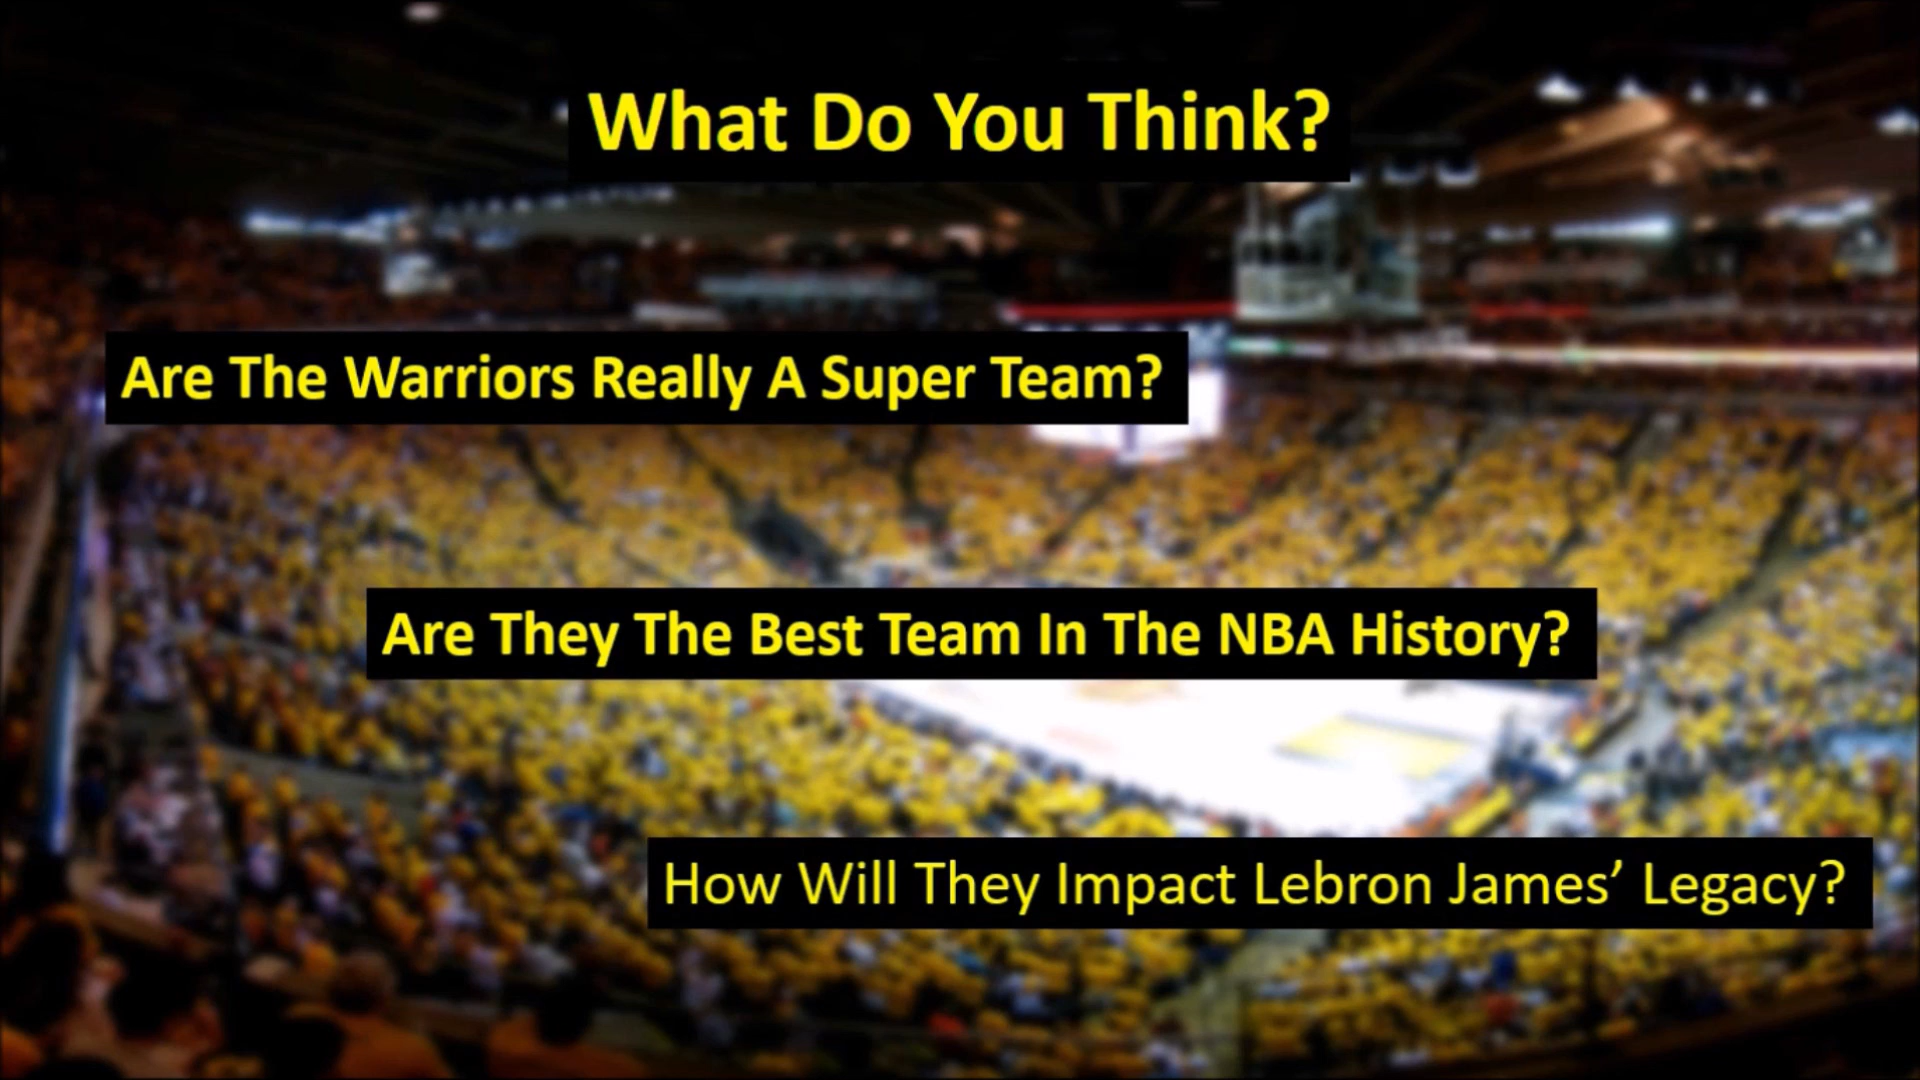 What Do You Think?
Are The Warriors Really A Super Team?
Are They The Best Team In The NBA History?
How Will They Impact Lebron James’ Legacy?